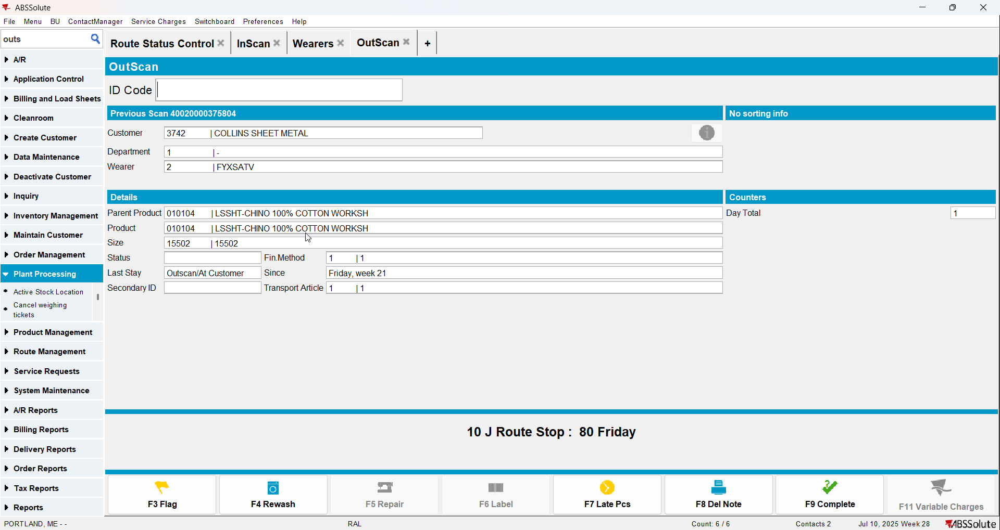 ABSSolute
File Menu BU ContactManager Service Charges Switchboard Preferences Help
outs
Route Status Control InScan Wearers OutScan +
A/R
Application Control
Billing and Load Sheets
Cleanroom
Create Customer
Data Maintenance
Deactivate Customer
Inquiry
Inventory Management
Maintain Customer
Order Management
Plant Processing
Active Stock Location
Cancel weighing
tickets
Product Management
Route Management
Service Requests
System Maintenance
A/R Reports
Billing Reports
Delivery Reports
Order Reports
Tax Reports
Reports
OutScan
ID Code
Previous Scan 40020000375804
No sorting info
Customer 3742 | COLLINS SHEET METAL
Department 1 | -
Wearer 2 | FYXSATV
Details
Counters
Parent Product 010104 | LSSHT-CHINO 100% COTTON WORKSH
Day Total 1
Product 010104 | LSSHT-CHINO 100% COTTON WORKSH
Size 15502 | 15502
Status Fin.Method 1 | 1
Last Stay Outscan/At Customer Since Friday, week 21
Secondary ID Transport Article 1 | 1
10 J Route Stop : 80 Friday
F3 Flag F4 Rewash F5 Repair F6 Label F7 Late Pcs F8 Del Note F9 Complete F11 Variable Charges
PORTLAND, ME - - RAL Count: 6 / 6 Contacts 2 Jul 10, 2025 Week 28 ABSSolute